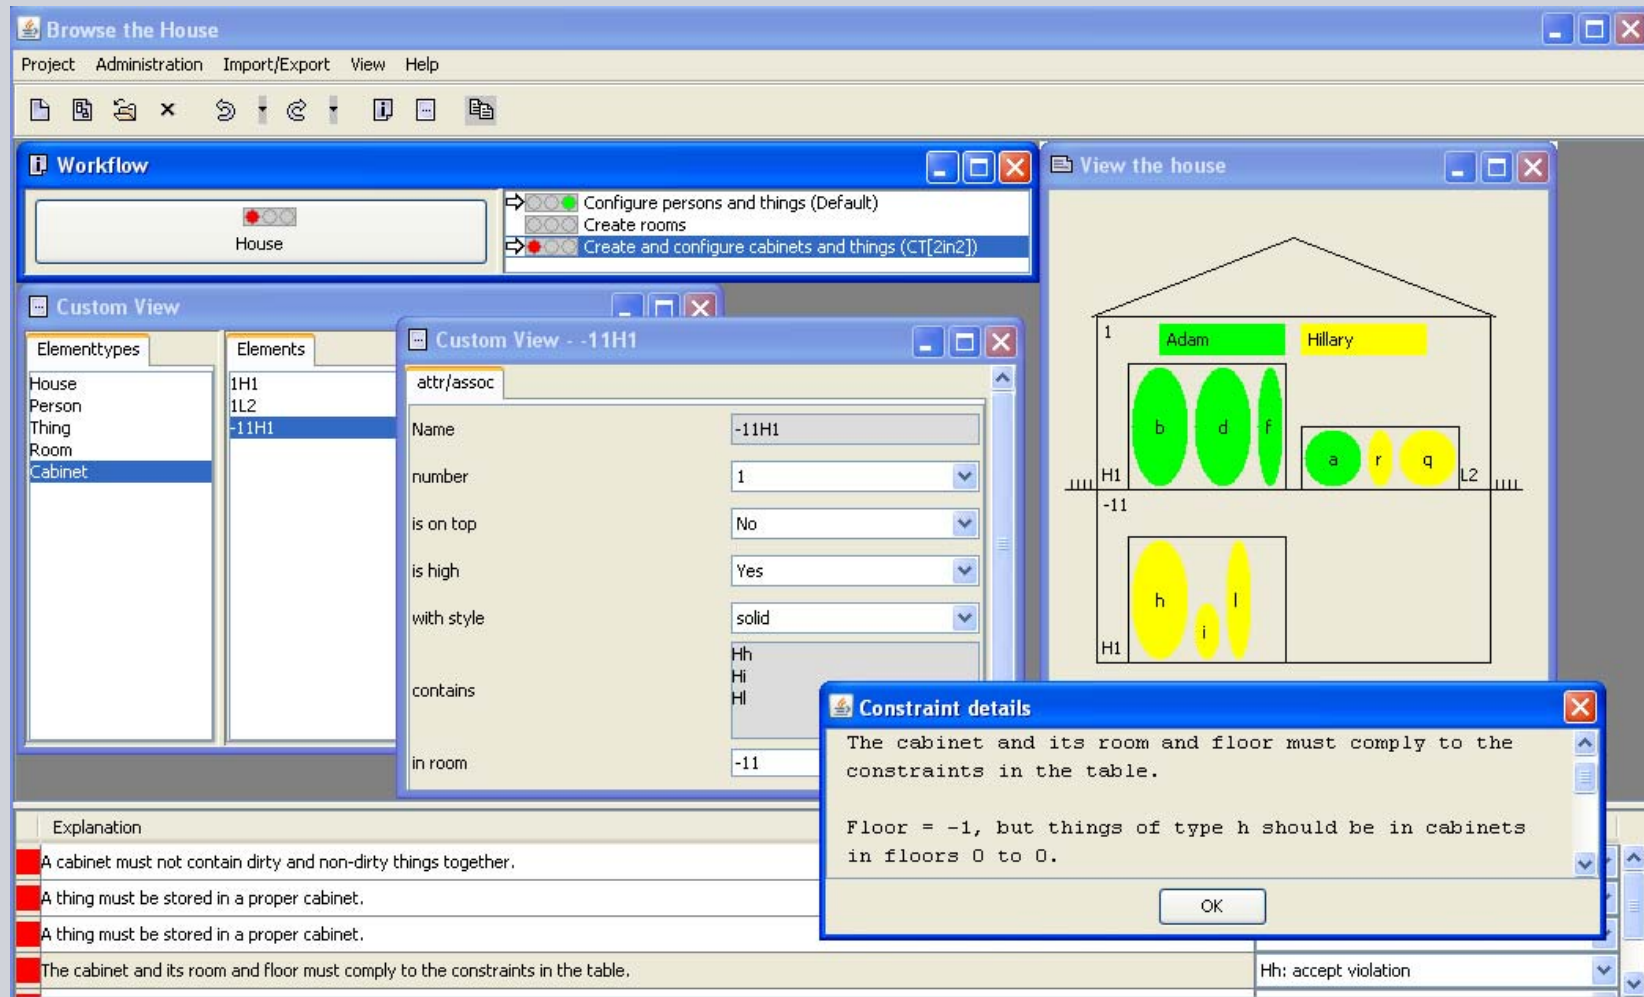 Browse the House
Project Administration Import/Export View Help
Workflow
House
Configure persons and things (Default)
Create rooms
Create and configure cabinets and things (CT[2in2])
Custom View
Elementtypes
House
Person
Thing
Room
Cabinet
Elements
1H1
1L2
-11H1
Custom View - -11H1
attr/assoc
Name -11H1
number 1
is on top No
is high Yes
with style solid
contains
Hh
Hi
Hl
in room -11
View the house
1
Adam Hillary
b d f
a r q
H1 L2
-11
h i l
H1
Constraint details
The cabinet and its room and floor must comply to the
constraints in the table.
Floor = -1, but things of type h should be in cabinets
in floors 0 to 0.
OK
Explanation
A cabinet must not contain dirty and non-dirty things together.
A thing must be stored in a proper cabinet.
A thing must be stored in a proper cabinet.
The cabinet and its room and floor must comply to the constraints in the table. Hh: accept violation